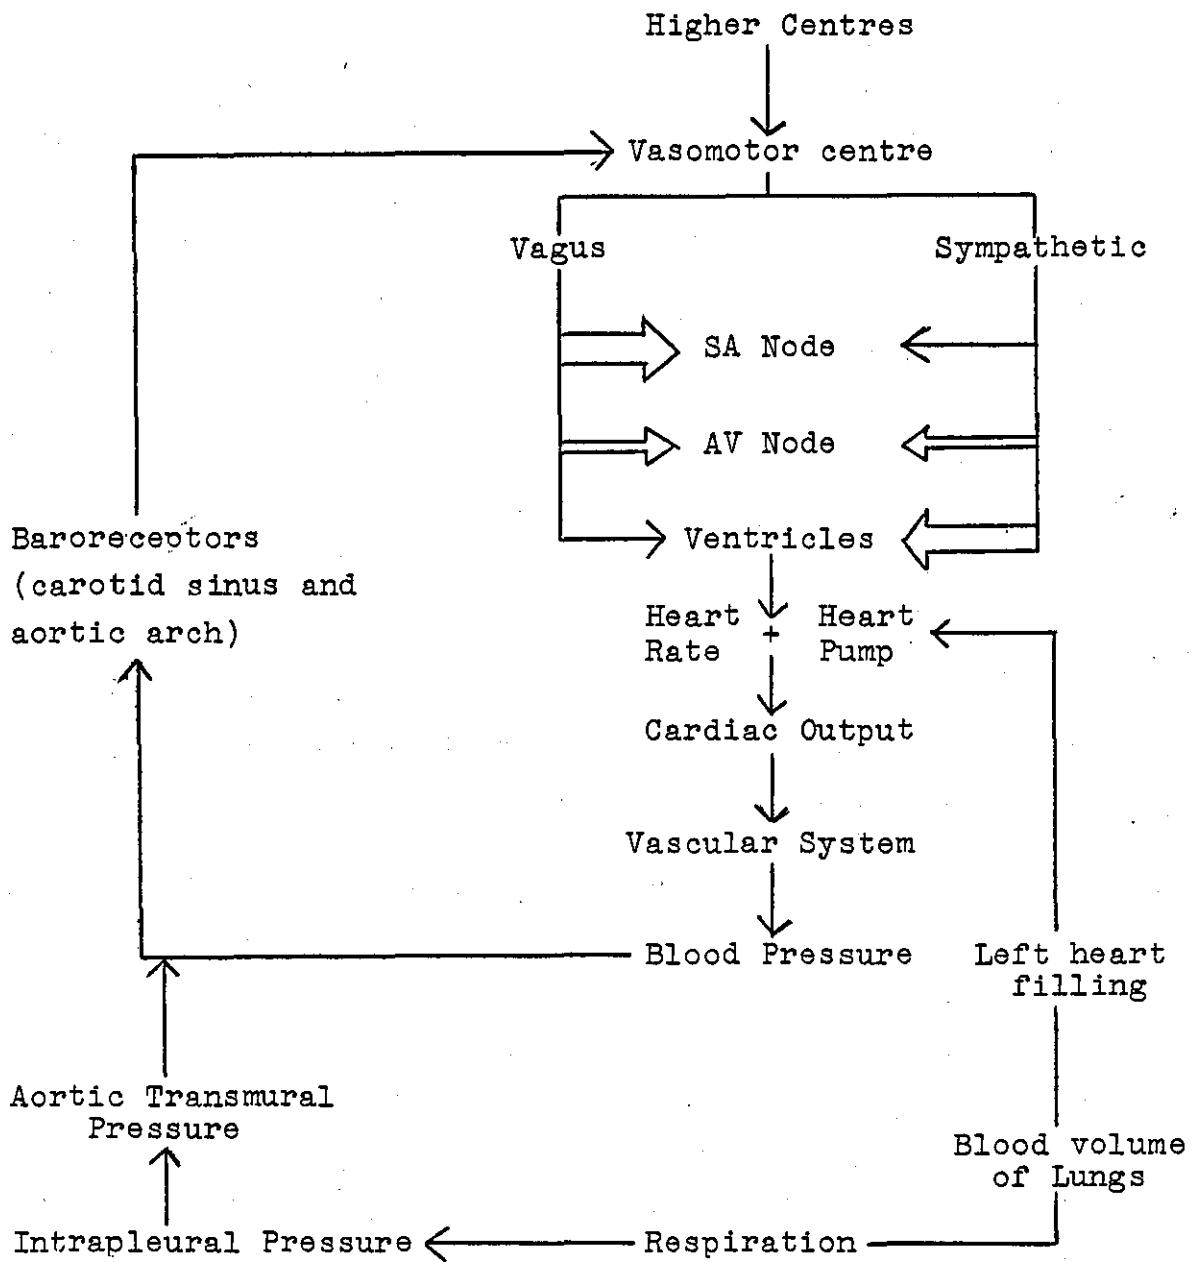 Higher Centres
Vasomotor centre
Vagus
Sympathetic
SA Node
AV Node
Baroreceptors
(carotid sinus and
aortic arch)
Ventricles
Heart
Rate
+
Heart
Pump
Cardiac Output
Vascular System
Blood Pressure
Left heart
filling
Aortic Transmural
Pressure
Blood volume
of Lungs
Intrapleural Pressure
Respiration